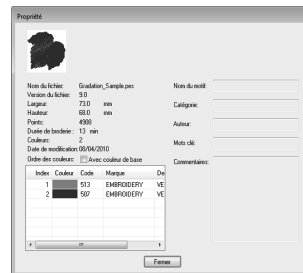 Propriété
Nom du fichier: Gradation_Sample.pes
Version du fichier: 9.0
Largeur: 73.0 mm
Hauteur: 68.0 mm
Points: 4908
Durée de broderie : 13 min
Couleurs: 2
Date de modification: 08/04/2010
Ordre des couleurs: Avec couleur de base
Index Couleur Code Marque De
1 513 EMBROIDERY VE
2 507 EMBROIDERY VE
Nom du motif:
Catégorie:
Auteur:
Mots clé:
Commentaires:
Fermer